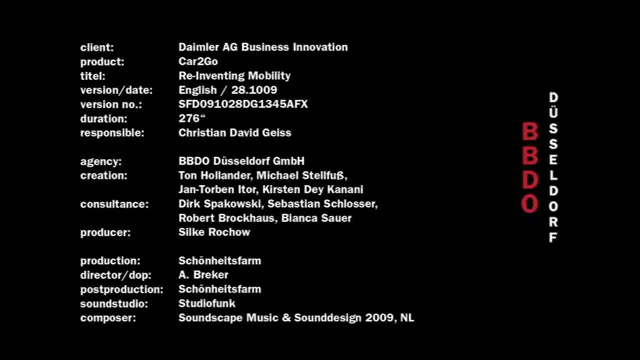 client: Daimler AG Business Innovation
product: Car2Go
titel: Re-Inventing Mobility
version/date: English / 28.1009
version no.: SFD091028DG1345AFX
duration: 276“
responsible: Christian David Geiss
agency: BBDO Düsseldorf GmbH
creation: Ton Hollander, Michael Stellfuß,
Jan-Torben Itor, Kirsten Dey Kanani
consultance: Dirk Spakowski, Sebastian Schlosser,
Robert Brockhaus, Bianca Sauer
producer: Silke Rochow
production: Schönheitsfarm
director/dop: A. Breker
postproduction: Schönheitsfarm
soundstudio: Studiofunk
composer: Soundscape Music & Sounddesign 2009, NL
BBDO
DÜSSELDORF